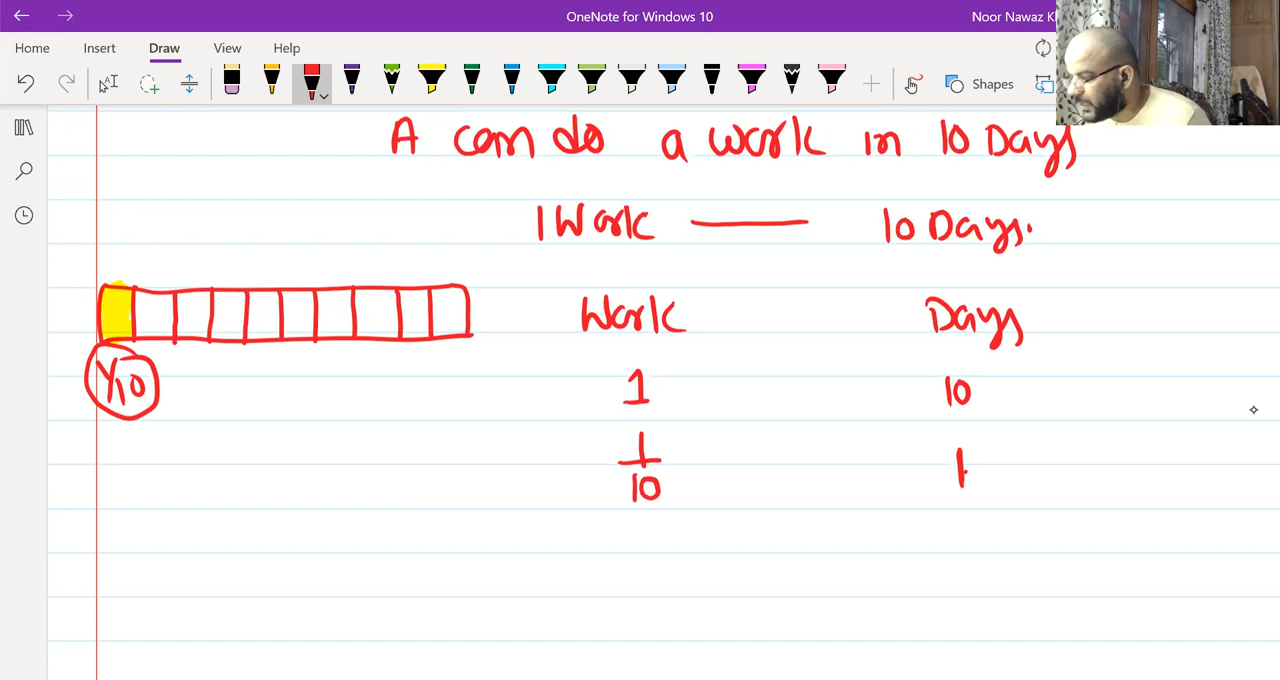 OneNote for Windows 10
Noor Nawaz
Home Insert Draw View Help
Shapes
A can do a work in 10 Days
1 Work — 10 Days.
Work Days
1/10
1 10
1/10 1